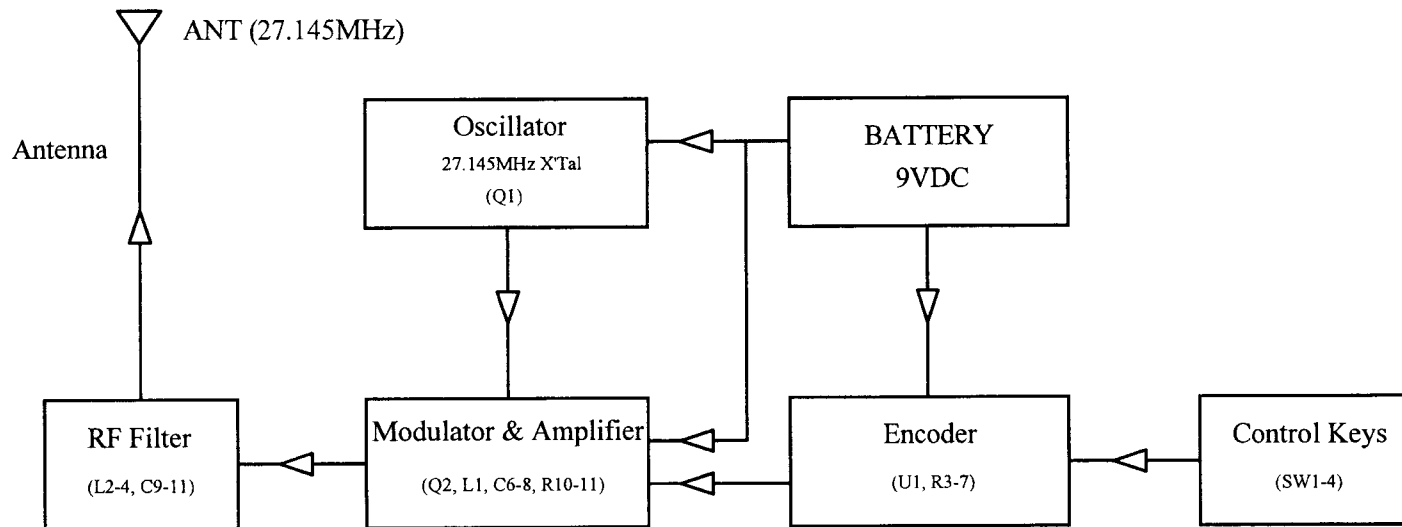 ANT (27.145MHz)
Antenna
Oscillator
27.145MHz X'Tal
(Q1)
BATTERY
9VDC
RF Filter
(L2-4, C9-11)
Modulator & Amplifier
(Q2, L1, C6-8, R10-11)
Encoder
(U1, R3-7)
Control Keys
(SW1-4)